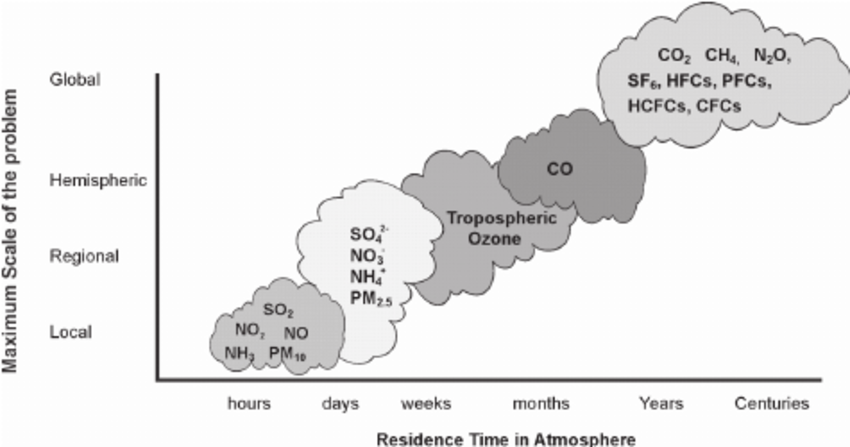 Maximum Scale of the problem
Global
Hemispheric
Regional
Local
CO₂ CH₄, N₂O,
SF₆, HFCs, PFCs,
HCFCs, CFCs
CO
Tropospheric
Ozone
SO₄²⁻
NO₃⁻
NH₄⁺
PM₂.₅
SO₂
NO₂ NO
NH₃ PM₁₀
hours days weeks months Years Centuries
Residence Time in Atmosphere